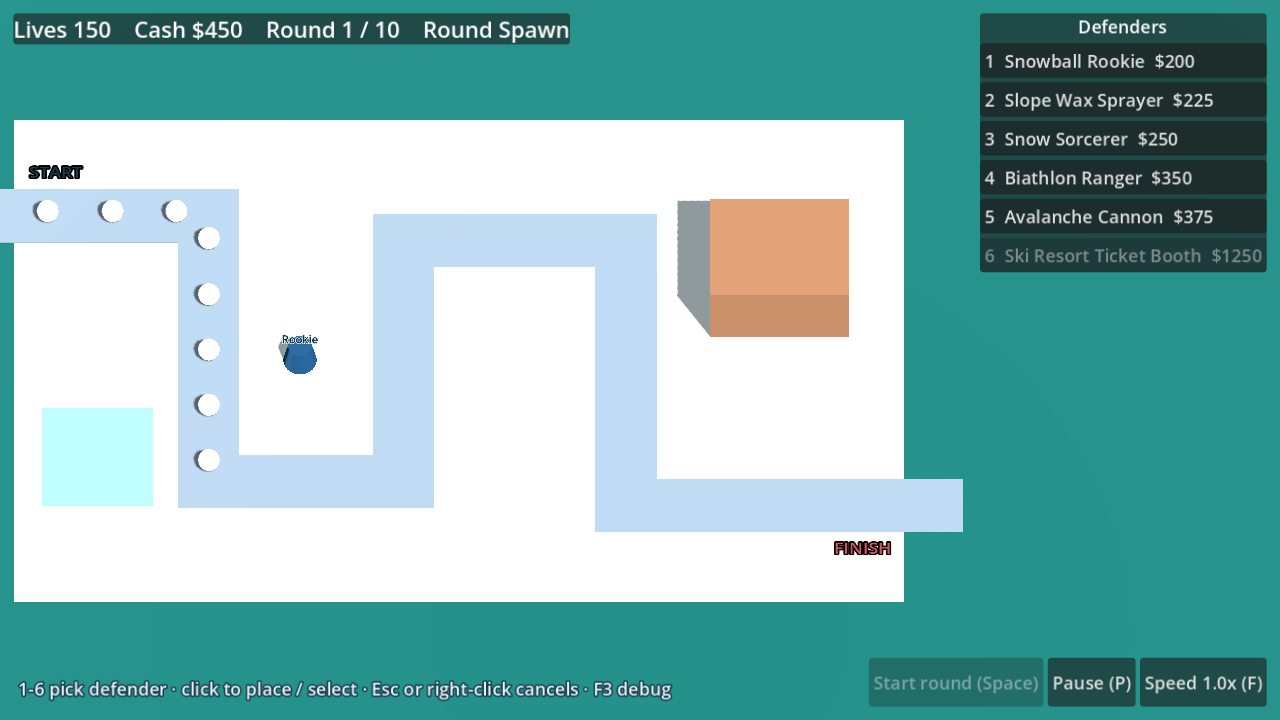 Lives 150 Cash $450 Round 1 / 10 Round Spawn
Defenders
1 Snowball Rookie $200
2 Slope Wax Sprayer $225
3 Snow Sorcerer $250
4 Biathlon Ranger $350
5 Avalanche Cannon $375
6 Ski Resort Ticket Booth $1250
START
Rookie
FINISH
1-6 pick defender · click to place / select · Esc or right-click cancels · F3 debug
Start round (Space) Pause (P) Speed 1.0x (F)